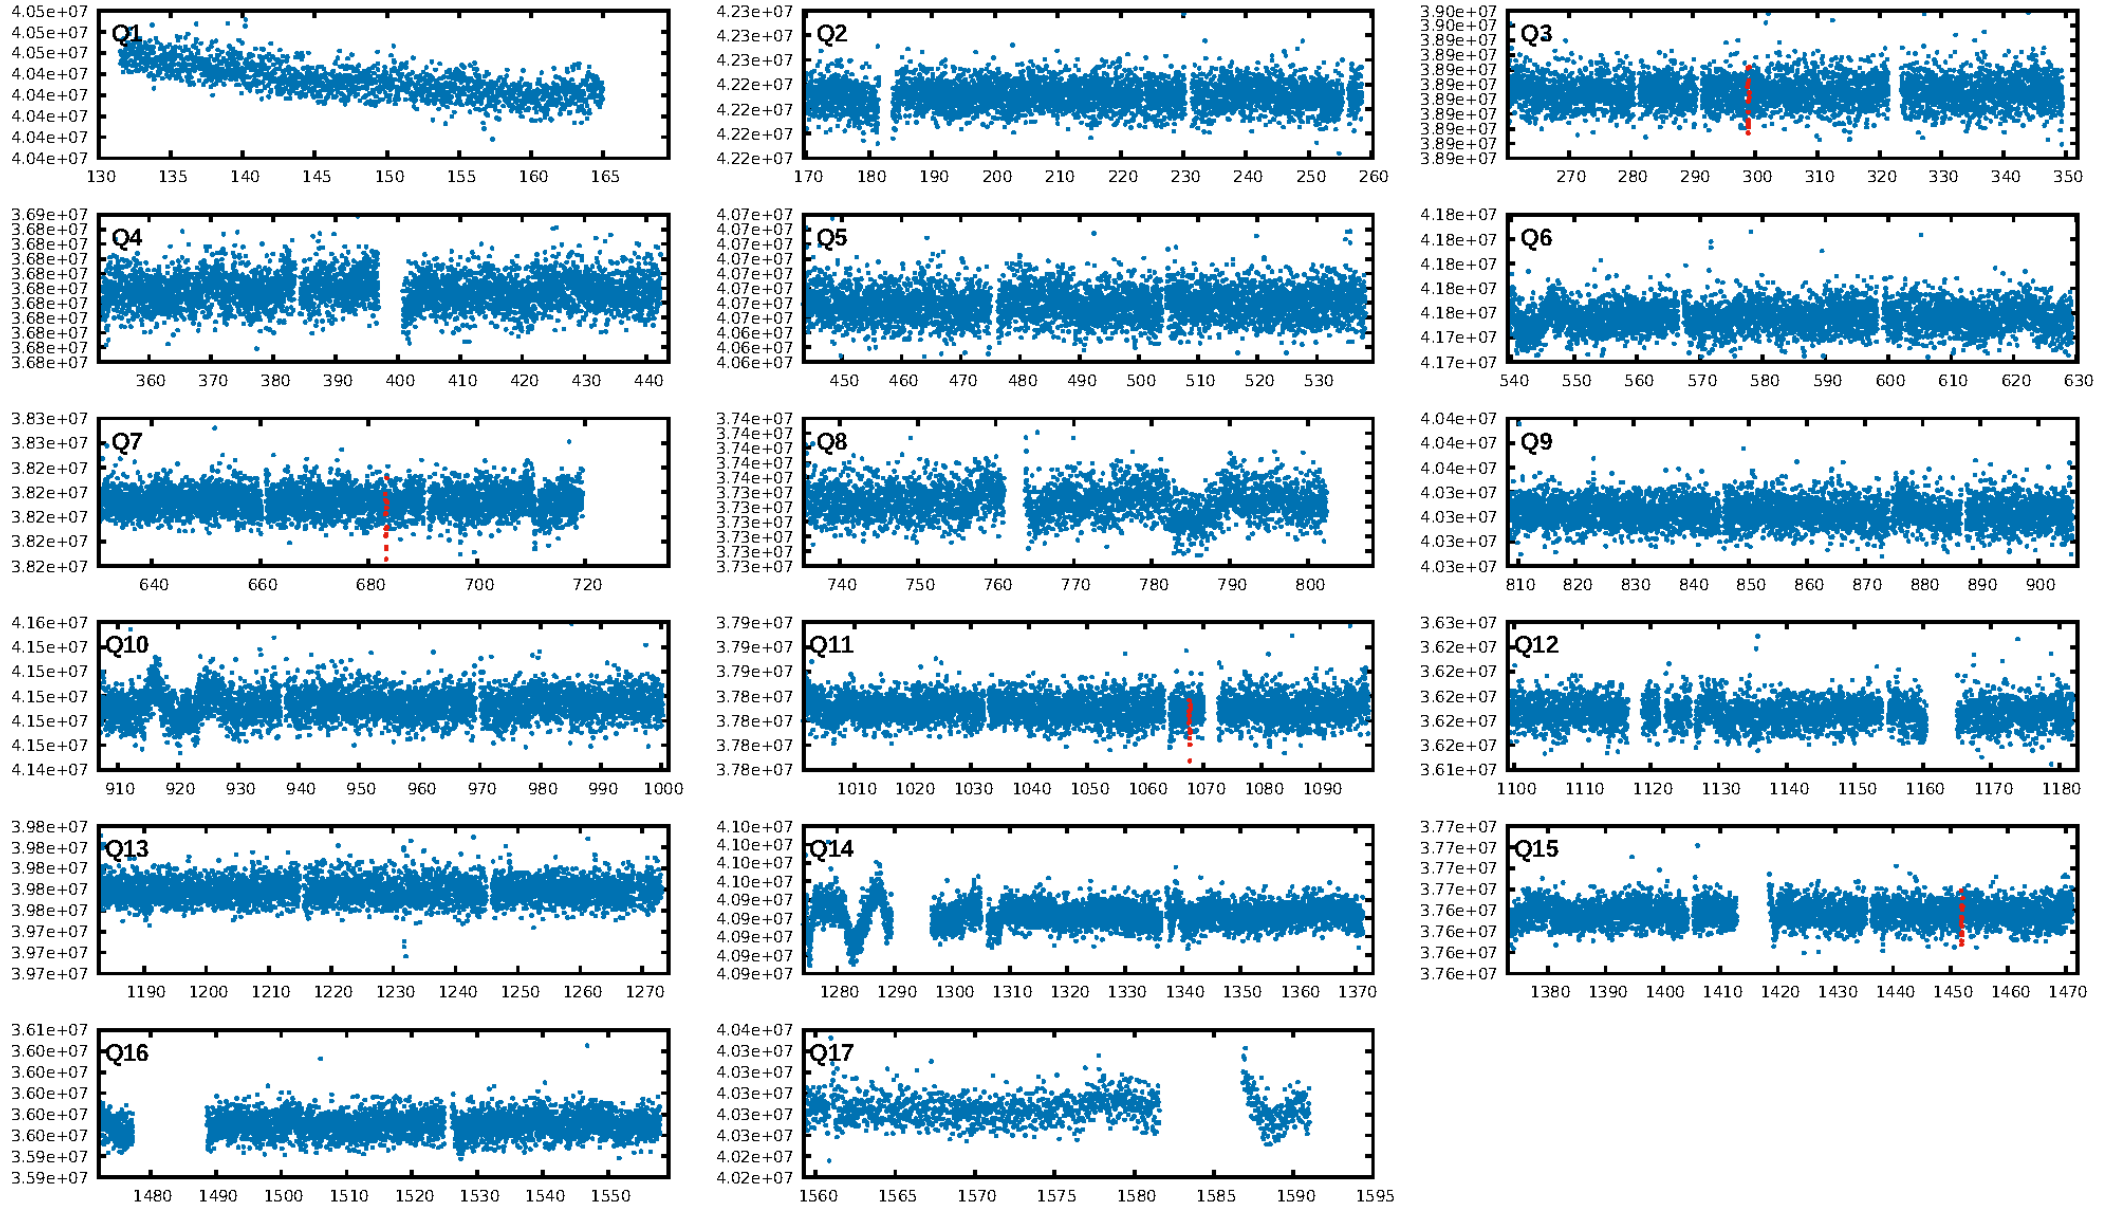 4.05e+07 4.05e+07 4.05e+07 4.04e+07 4.04e+07 4.04e+07 4.04e+07 4.04e+07
Q1
130 135 140 145 150 155 160 165
4.23e+07 4.23e+07 4.23e+07 4.22e+07 4.22e+07 4.22e+07 4.22e+07
Q2
170 180 190 200 210 220 230 240 250 260
3.90e+07 3.90e+07 3.89e+07 3.89e+07 3.89e+07 3.89e+07 3.89e+07 3.89e+07 3.89e+07 3.89e+07 3.89e+07
Q3
270 280 290 300 310 320 330 340 350
3.69e+07 3.68e+07 3.68e+07 3.68e+07 3.68e+07 3.68e+07 3.68e+07 3.68e+07 3.68e+07 3.68e+07 3.68e+07
Q4
360 370 380 390 400 410 420 430 440
4.07e+07 4.07e+07 4.07e+07 4.07e+07 4.07e+07 4.07e+07 4.07e+07 4.07e+07 4.06e+07 4.06e+07 4.06e+07
Q5
450 460 470 480 490 500 510 520 530
4.18e+07 4.18e+07 4.18e+07 4.18e+07 4.18e+07 4.17e+07 4.17e+07
Q6
540 550 560 570 580 590 600 610 620 630
3.83e+07 3.83e+07 3.82e+07 3.82e+07 3.82e+07 3.82e+07 3.82e+07
Q7
640 660 680 700 720
3.74e+07 3.74e+07 3.74e+07 3.74e+07 3.74e+07 3.73e+07 3.73e+07 3.73e+07 3.73e+07 3.73e+07 3.73e+07
Q8
740 750 760 770 780 790 800
4.04e+07 4.04e+07 4.04e+07 4.03e+07 4.03e+07 4.03e+07 4.03e+07
Q9
810 820 830 840 850 860 870 880 890 900
4.16e+07 4.15e+07 4.15e+07 4.15e+07 4.15e+07 4.15e+07 4.14e+07
Q10
910 920 930 940 950 960 970 980 990 1000
3.79e+07 3.79e+07 3.79e+07 3.78e+07 3.78e+07 3.78e+07 3.78e+07
Q11
1010 1020 1030 1040 1050 1060 1070 1080 1090
3.63e+07 3.62e+07 3.62e+07 3.62e+07 3.62e+07 3.62e+07 3.61e+07
Q12
1100 1110 1120 1130 1140 1150 1160 1170 1180
3.98e+07 3.98e+07 3.98e+07 3.98e+07 3.98e+07 3.97e+07 3.97e+07 3.97e+07
Q13
1190 1200 1210 1220 1230 1240 1250 1260 1270
4.10e+07 4.10e+07 4.10e+07 4.10e+07 4.09e+07 4.09e+07 4.09e+07 4.09e+07 4.09e+07
Q14
1280 1290 1300 1310 1320 1330 1340 1350 1360 1370
3.77e+07 3.77e+07 3.77e+07 3.77e+07 3.76e+07 3.76e+07 3.76e+07 3.76e+07
Q15
1380 1390 1400 1410 1420 1430 1440 1450 1460 1470
3.61e+07 3.60e+07 3.60e+07 3.60e+07 3.60e+07 3.60e+07 3.59e+07 3.59e+07
Q16
1480 1490 1500 1510 1520 1530 1540 1550
4.04e+07 4.03e+07 4.03e+07 4.03e+07 4.03e+07 4.03e+07 4.02e+07 4.02e+07
Q17
1560 1565 1570 1575 1580 1585 1590 1595